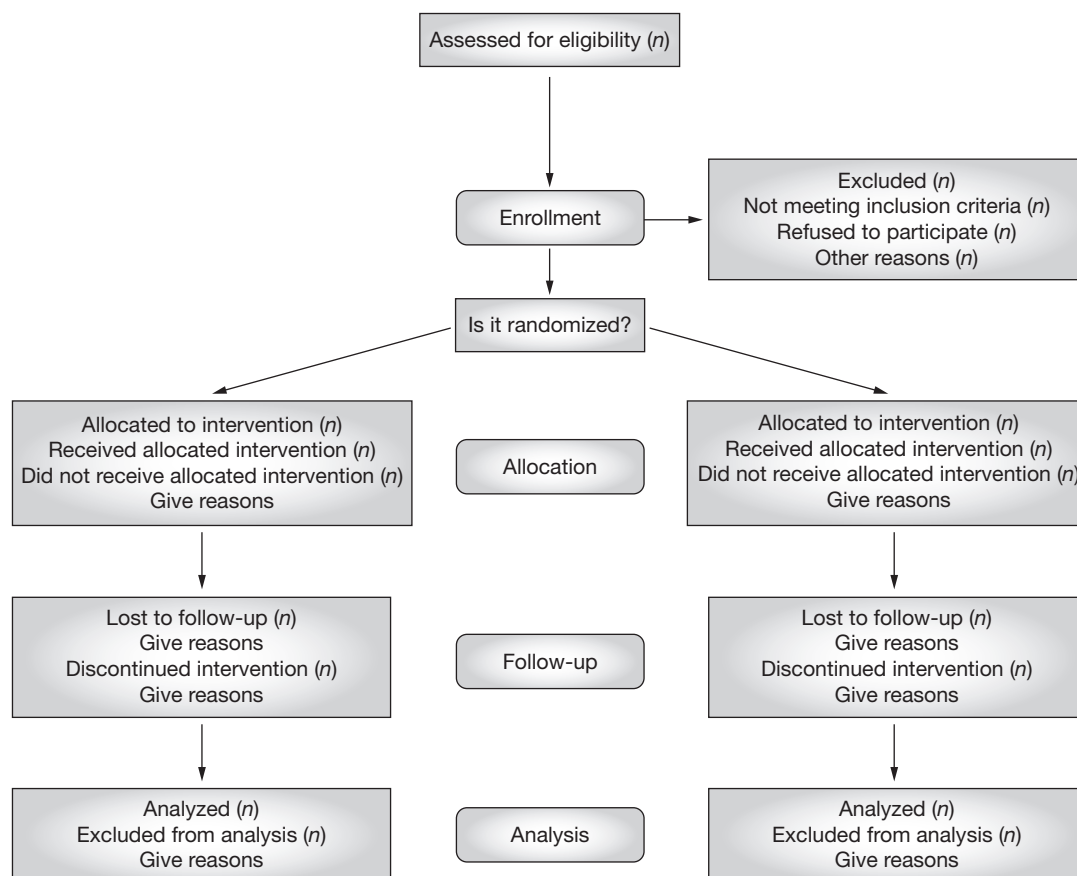 Assessed for eligibility (n)
Enrollment
Excluded (n)
Not meeting inclusion criteria (n)
Refused to participate (n)
Other reasons (n)
Is it randomized?
Allocated to intervention (n)
Received allocated intervention (n)
Did not receive allocated intervention (n)
Give reasons
Allocation
Allocated to intervention (n)
Received allocated intervention (n)
Did not receive allocated intervention (n)
Give reasons
Lost to follow-up (n)
Give reasons
Discontinued intervention (n)
Give reasons
Follow-up
Lost to follow-up (n)
Give reasons
Discontinued intervention (n)
Give reasons
Analyzed (n)
Excluded from analysis (n)
Give reasons
Analysis
Analyzed (n)
Excluded from analysis (n)
Give reasons